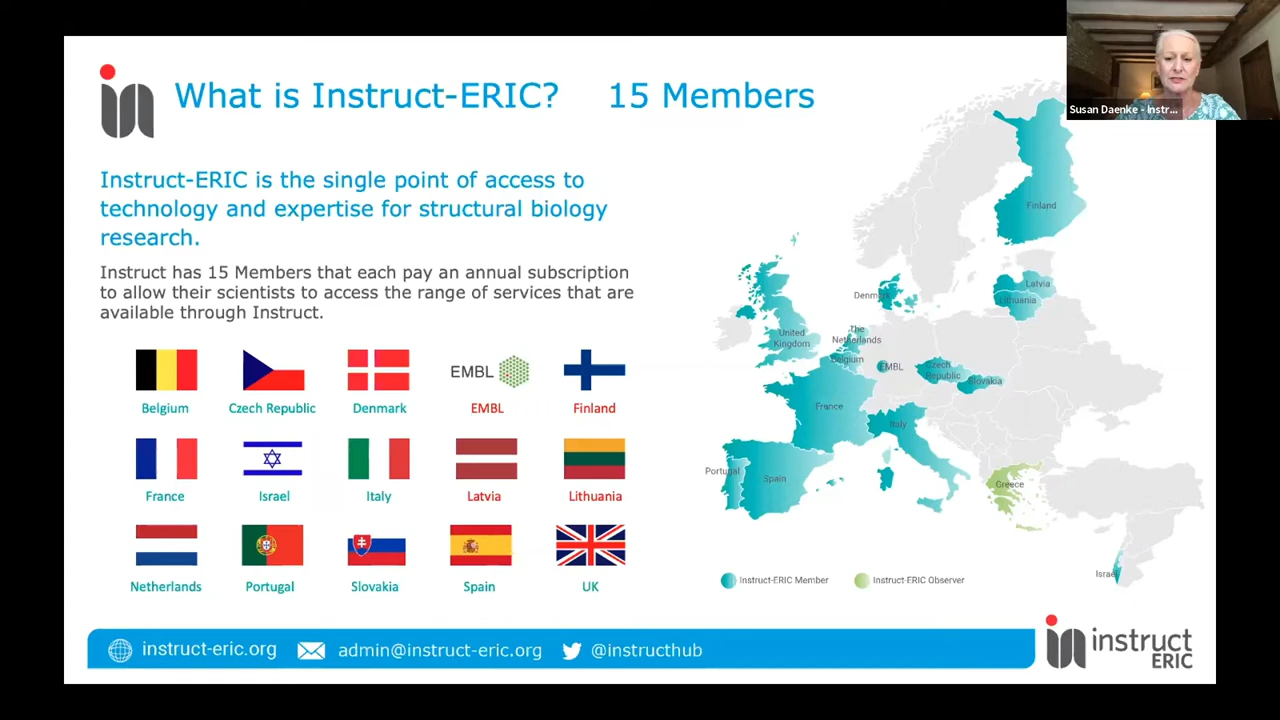 What is Instruct-ERIC? 15 Members
Susan Daenke - Instr...
Instruct-ERIC is the single point of access to
technology and expertise for structural biology
research.
Instruct has 15 Members that each pay an annual subscription
to allow their scientists to access the range of services that are
available through Instruct.
EMBL
Belgium Czech Republic Denmark EMBL Finland
France Israel Italy Latvia Lithuania
Netherlands Portugal Slovakia Spain UK
Finland
Latvia
Lithuania
Denmark
United
Kingdom
The
Netherlands
Belgium
EMBL
Czech
Republic
Slovakia
France
Italy
Portugal
Spain
Greece
Israel
Instruct-ERIC Member Instruct-ERIC Observer
instruct-eric.org admin@instruct-eric.org @instructhub
instruct
ERIC